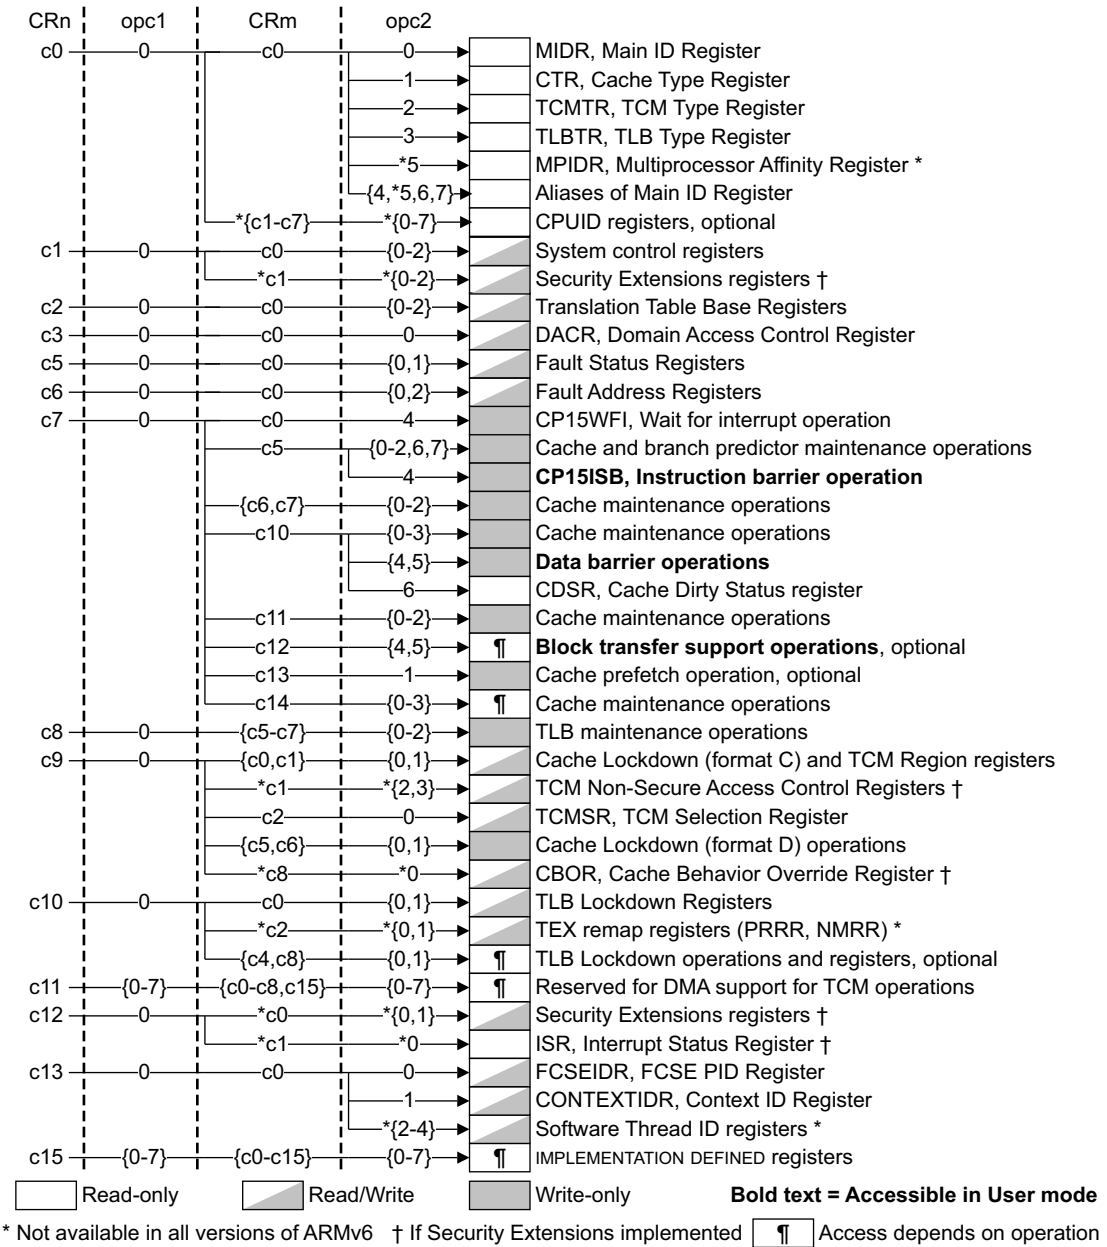 CRn opc1 CRm opc2
c0 0 c0 0 MIDR, Main ID Register
1 CTR, Cache Type Register
2 TCMTR, TCM Type Register
3 TLBTR, TLB Type Register
*5 MPIDR, Multiprocessor Affinity Register *
{4,*5,6,7} Aliases of Main ID Register
*{c1-c7} *{0-7} CPUID registers, optional
c1 0 c0 {0-2} System control registers
*c1 *{0-2} Security Extensions registers †
c2 0 c0 {0-2} Translation Table Base Registers
c3 0 c0 0 DACR, Domain Access Control Register
c5 0 c0 {0,1} Fault Status Registers
c6 0 c0 {0,2} Fault Address Registers
c7 0 c0 4 CP15WFI, Wait for interrupt operation
c5 {0-2,6,7} Cache and branch predictor maintenance operations
4 CP15ISB, Instruction barrier operation
{c6,c7} {0-2} Cache maintenance operations
c10 {0-3} Cache maintenance operations
{4,5} Data barrier operations
6 CDSR, Cache Dirty Status register
c11 {0-2} Cache maintenance operations
c12 {4,5} ¶ Block transfer support operations, optional
c13 1 Cache prefetch operation, optional
c14 {0-3} ¶ Cache maintenance operations
c8 0 {c5-c7} {0-2} TLB maintenance operations
c9 0 {c0,c1} {0,1} Cache Lockdown (format C) and TCM Region registers
*c1 *{2,3} TCM Non-Secure Access Control Registers †
c2 0 TCMSR, TCM Selection Register
{c5,c6} {0,1} Cache Lockdown (format D) operations
*c8 *0 CBOR, Cache Behavior Override Register †
c10 0 c0 {0,1} TLB Lockdown Registers
*c2 *{0,1} TEX remap registers (PRRR, NMRR) *
{c4,c8} {0,1} ¶ TLB Lockdown operations and registers, optional
c11 {0-7} {c0-c8,c15} {0-7} ¶ Reserved for DMA support for TCM operations
c12 0 *c0 *{0,1} Security Extensions registers †
*c1 *0 ISR, Interrupt Status Register †
c13 0 c0 0 FCSEIDR, FCSE PID Register
1 CONTEXTIDR, Context ID Register
*{2-4} Software Thread ID registers *
c15 {0-7} {c0-c15} {0-7} ¶ IMPLEMENTATION DEFINED registers
Read-only Read/Write Write-only Bold text = Accessible in User mode
* Not available in all versions of ARMv6 † If Security Extensions implemented ¶ Access depends on operation